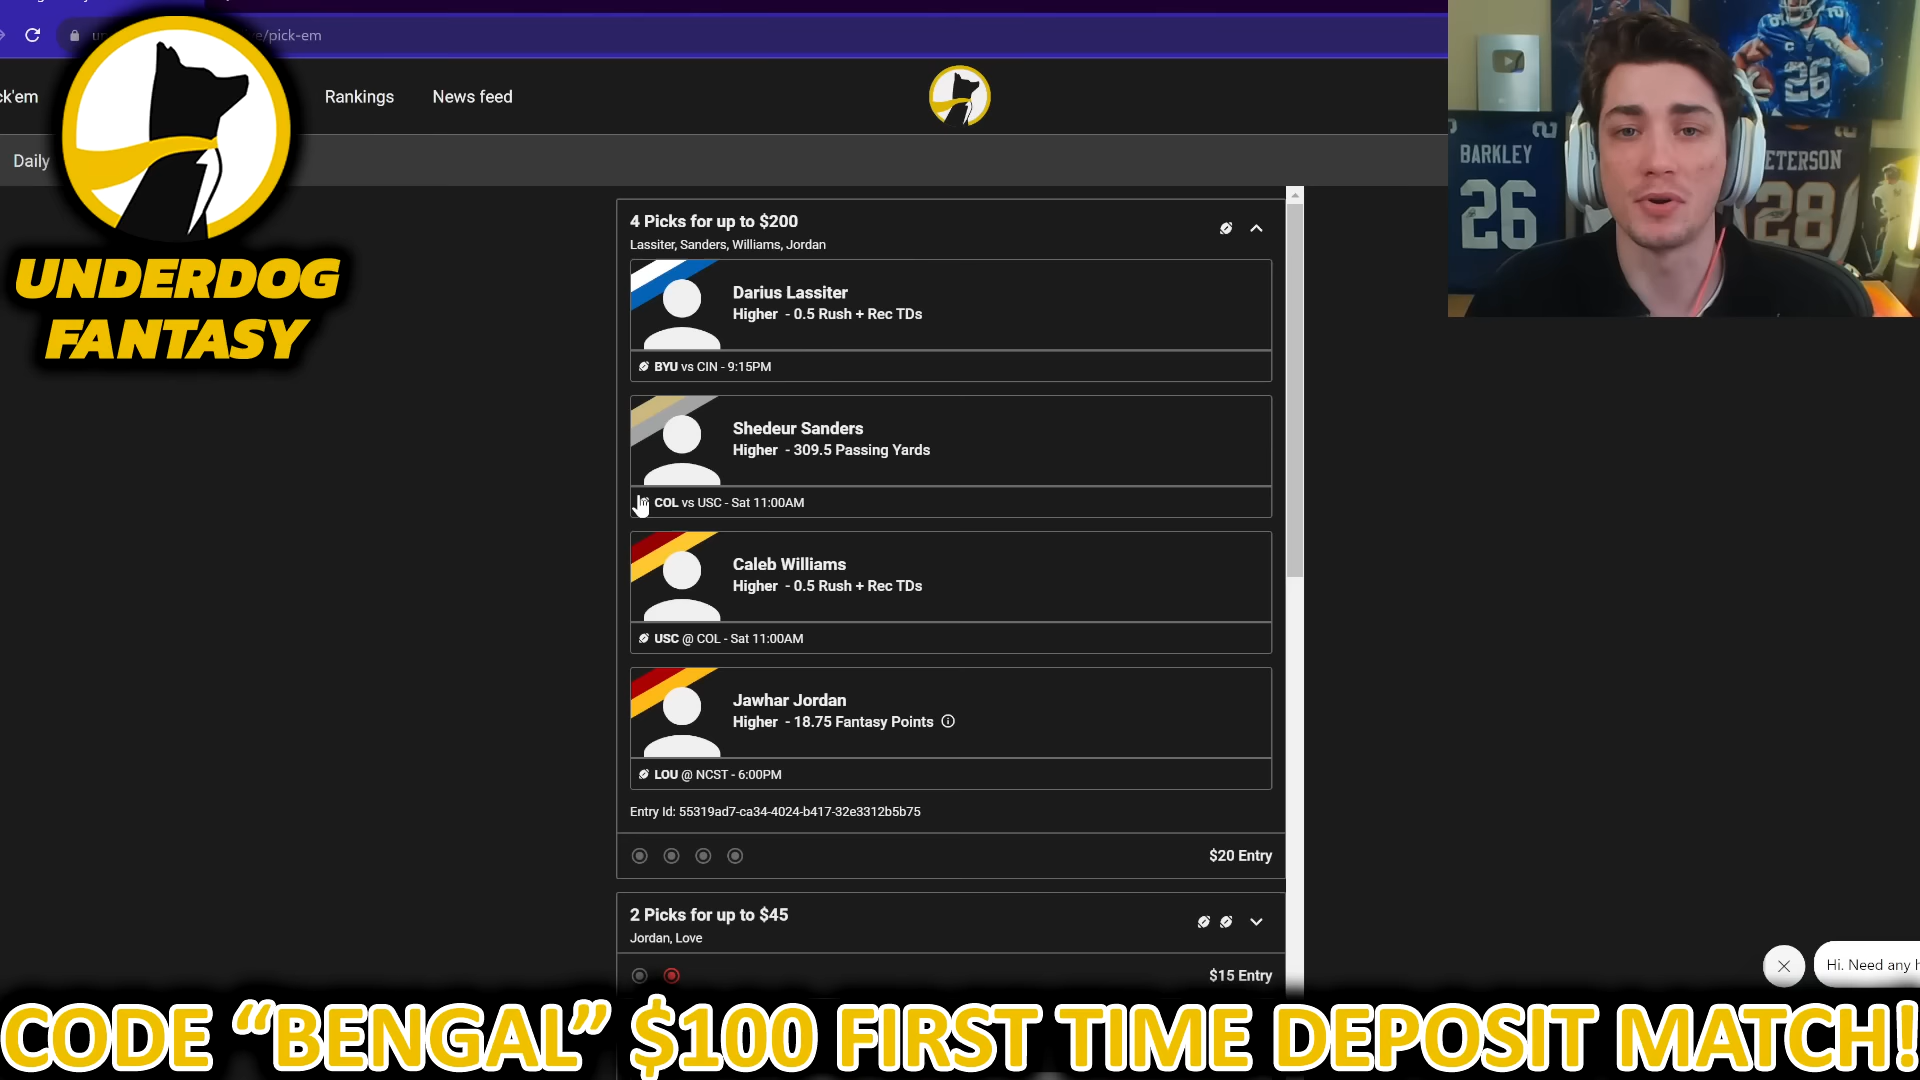 /pick-em
ck'em
Rankings
News feed
Daily
UNDERDOG
FANTASY
4 Picks for up to $200
Lassiter, Sanders, Williams, Jordan
Darius Lassiter
Higher - 0.5 Rush + Rec TDs
BYU vs CIN - 9:15PM
Shedeur Sanders
Higher - 309.5 Passing Yards
COL vs USC - Sat 11:00AM
Caleb Williams
Higher - 0.5 Rush + Rec TDs
USC @ COL - Sat 11:00AM
Jawhar Jordan
Higher - 18.75 Fantasy Points
LOU @ NCST - 6:00PM
Entry Id: 55319ad7-ca34-4024-b417-32e3312b5b75
$20 Entry
2 Picks for up to $45
Jordan, Love
$15 Entry
26
BARKLEY
26
ETERSON
28
Hi. Need any h
CODE “BENGAL” $100 FIRST TIME DEPOSIT MATCH!